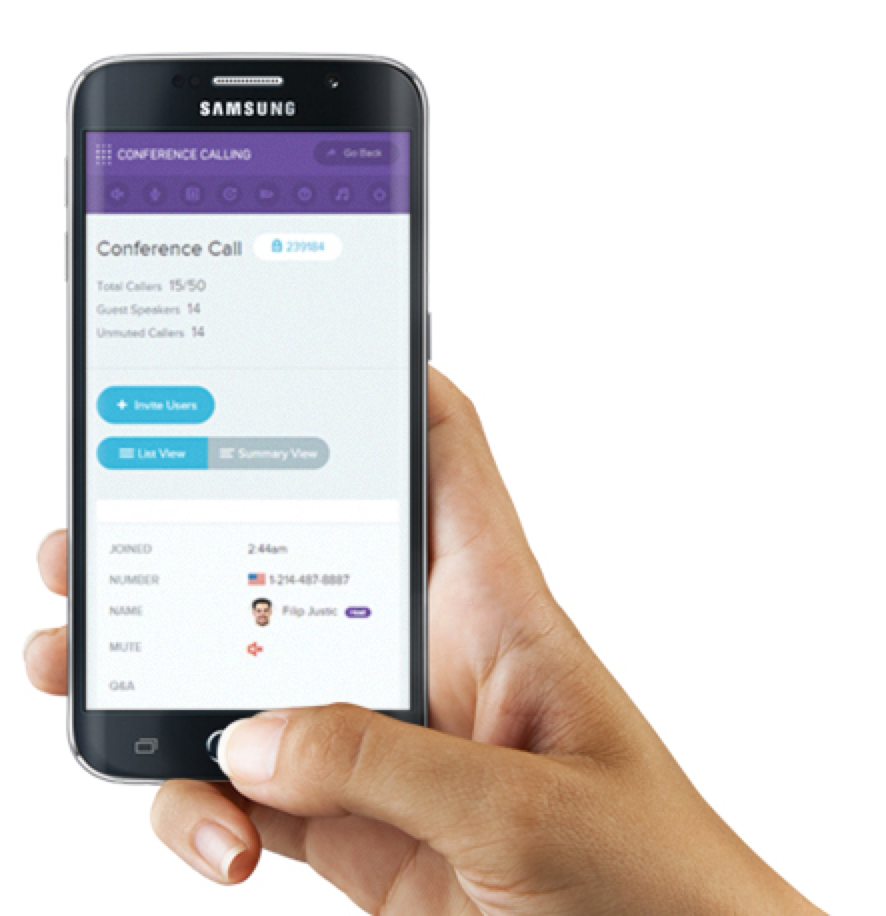 SAMSUNG
CONFERENCE CALLING
Go Back
Conference Call 239184
Total Callers 15/50
Guest Speakers 14
Unmuted Callers 14
+ Invite Users
List View Summary View
JOINED 2:44am
NUMBER 1-214-487-8887
NAME Filip Justic
MUTE
Q&A